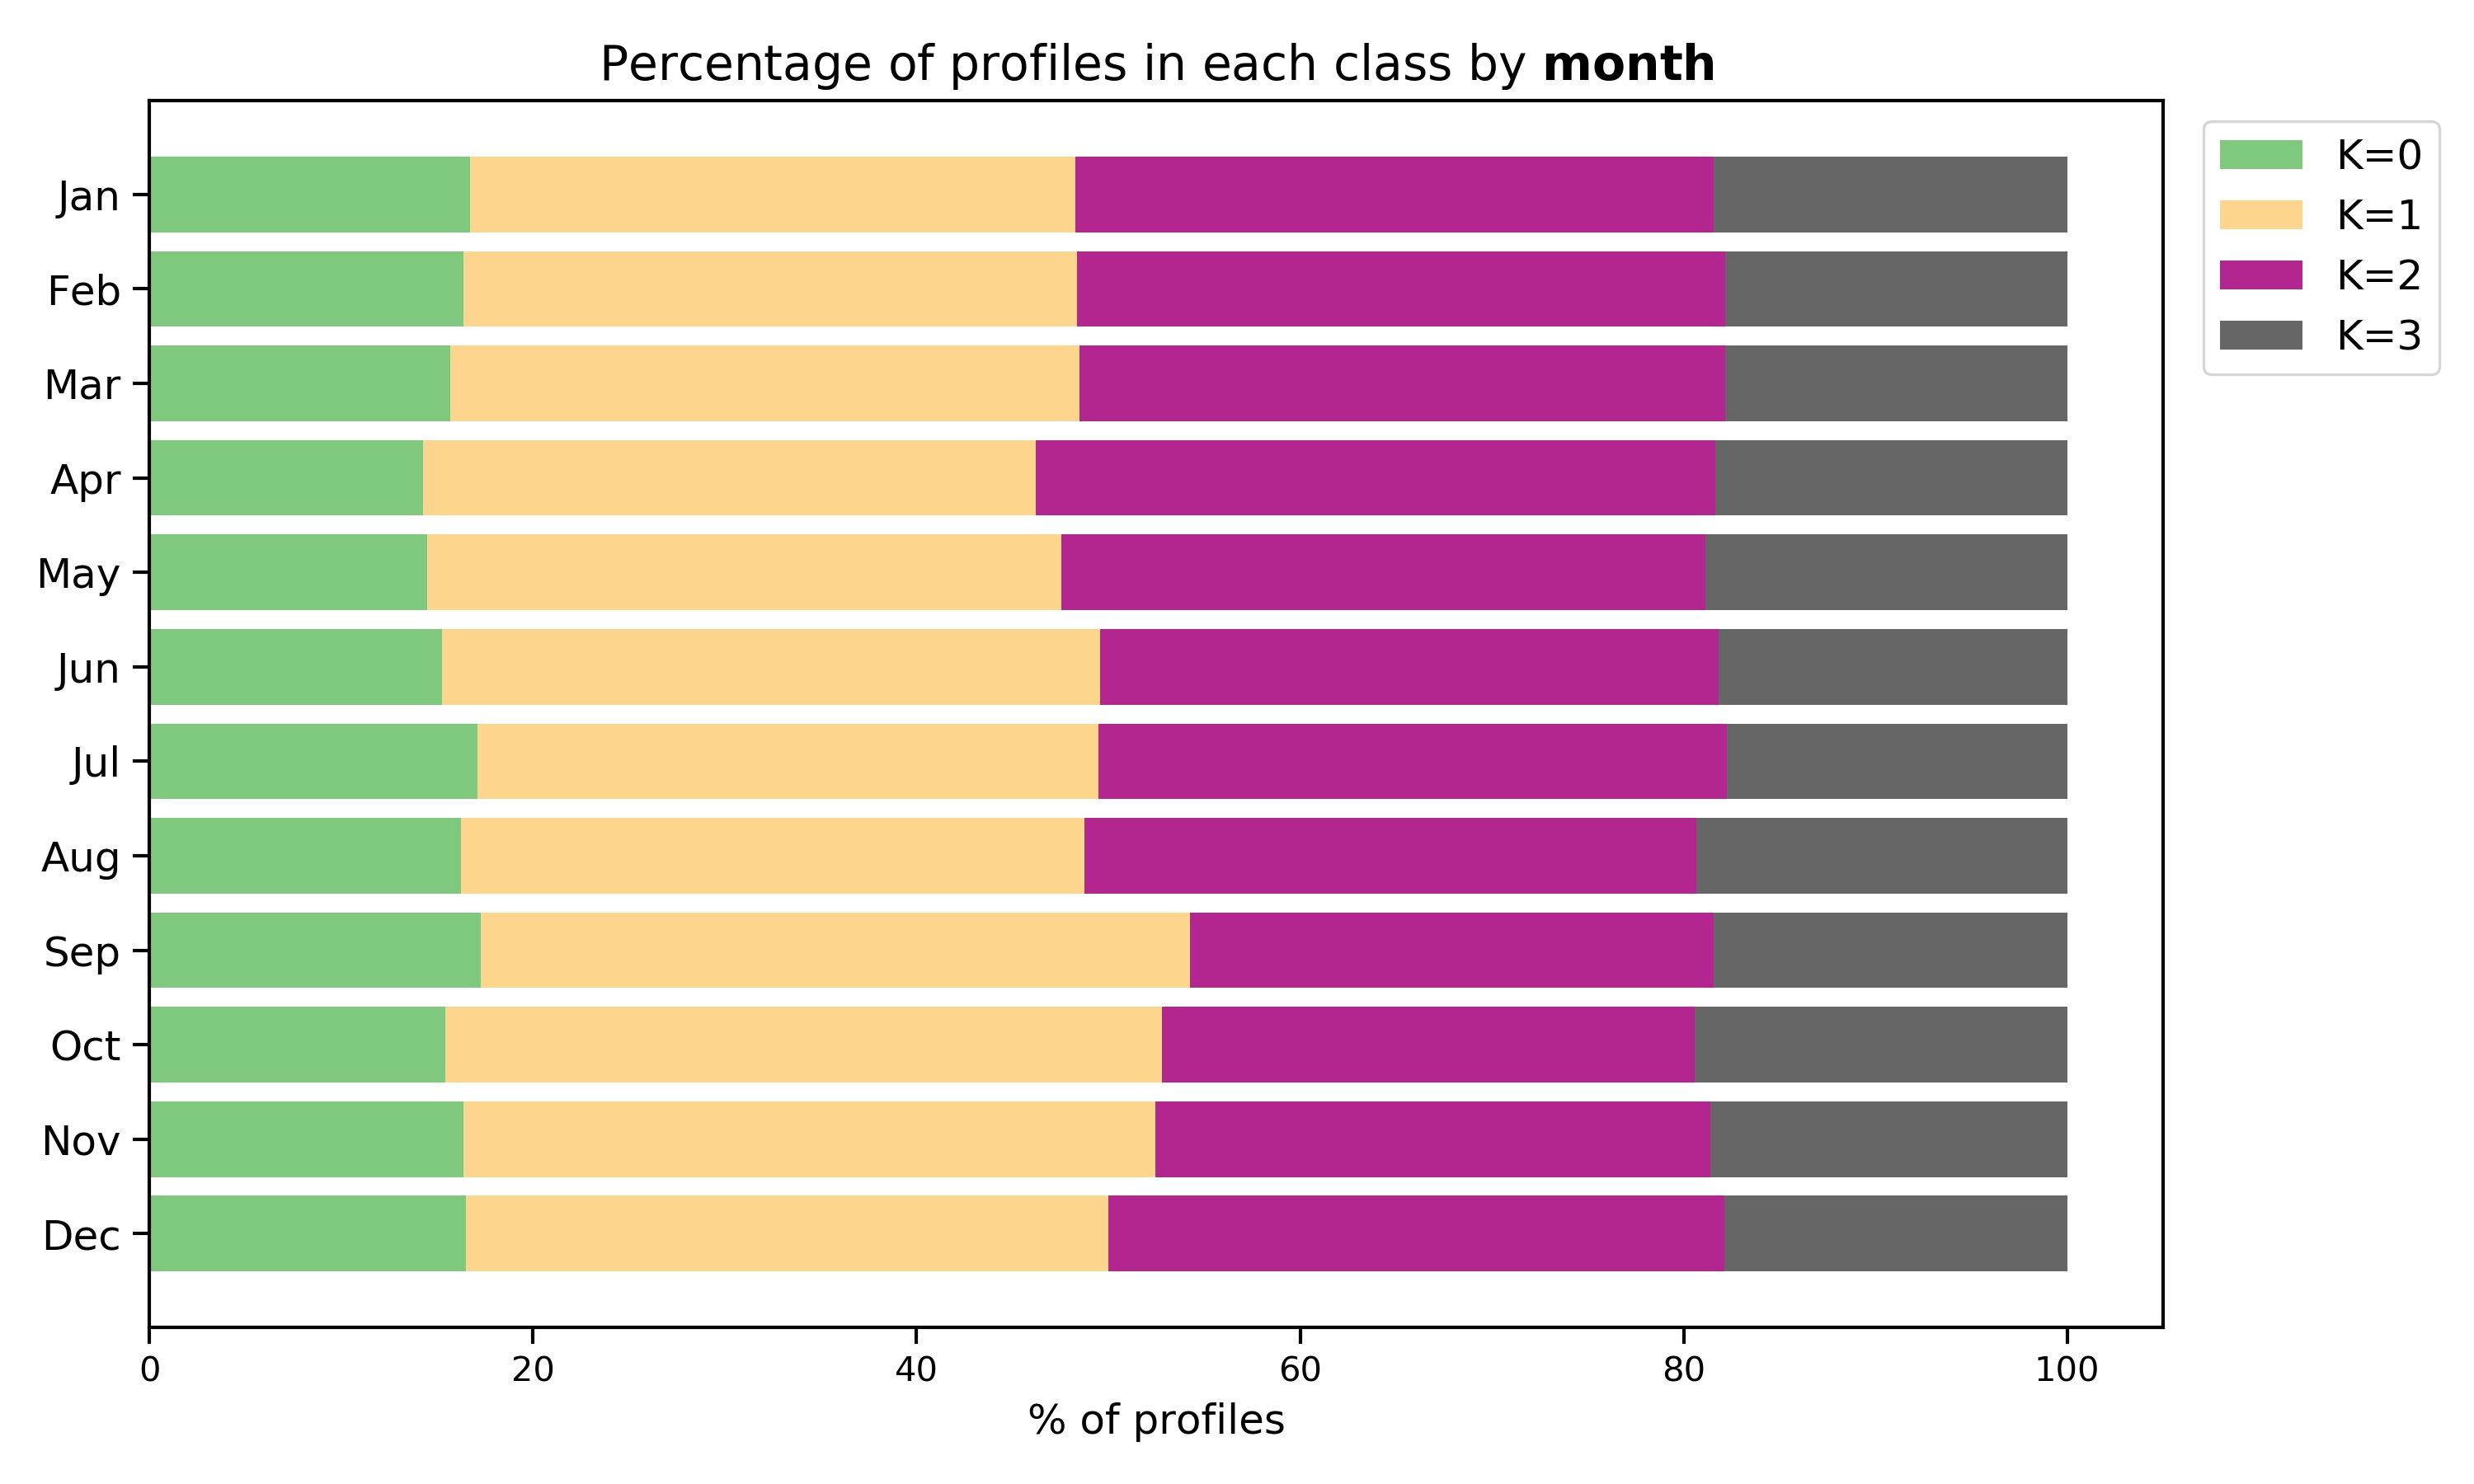 Percentage of profiles in each class by month
K=0
K=1
K=2
K=3
Jan
Feb
Mar
Apr
May
Jun
Jul
Aug
Sep
Oct
Nov
Dec
0 20 40 60 80 100
% of profiles